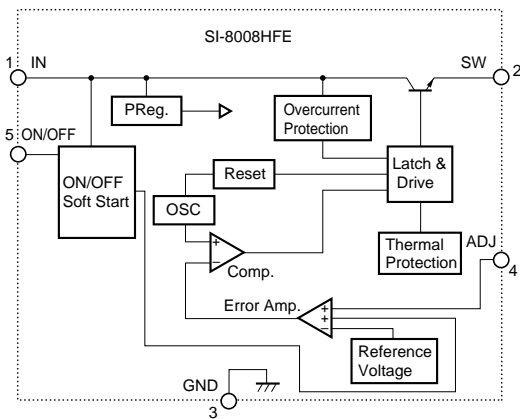 SI-8008HFE
1 IN
SW 2
PReg.
Overcurrent
Protection
5 ON/OFF
ON/OFF
Soft Start
Reset
Latch &
Drive
OSC
+
−
Comp.
Thermal
Protection
ADJ
4
Error Amp.
+
+
−
Reference
Voltage
GND
3